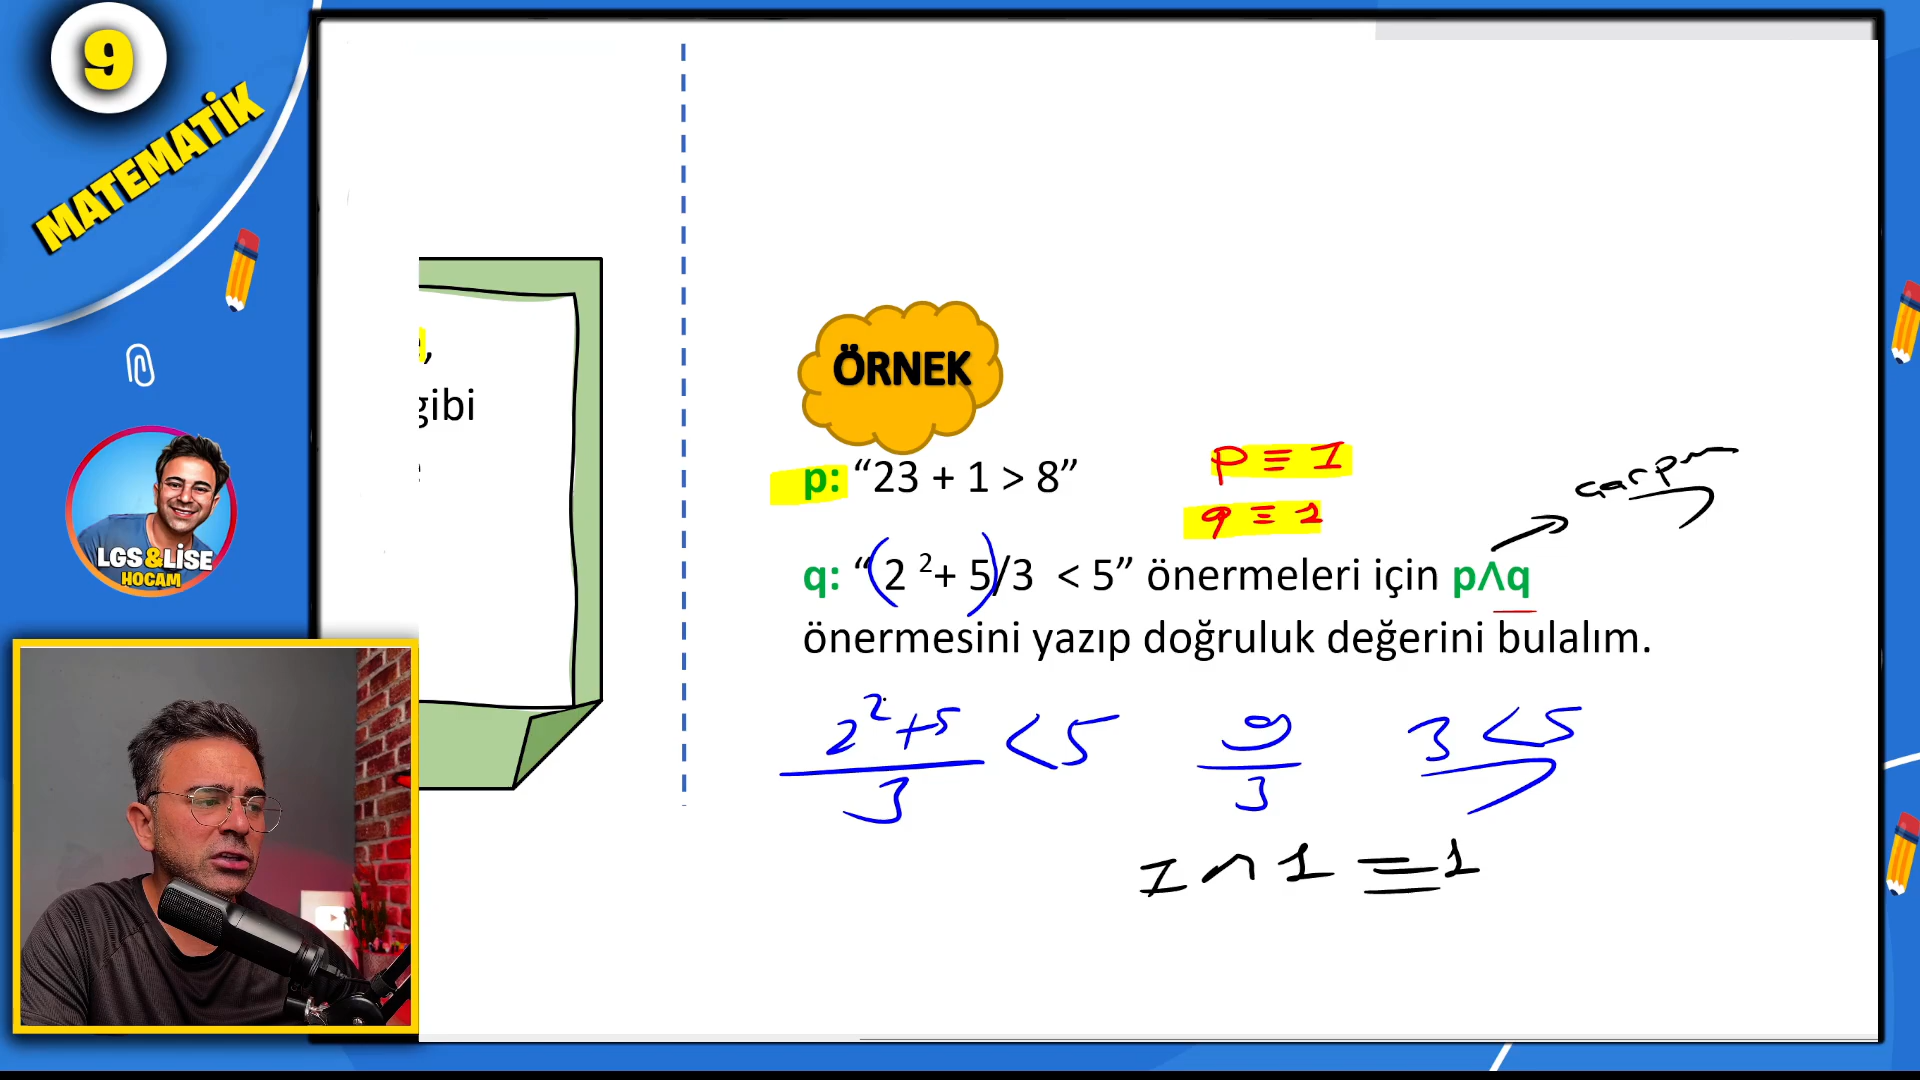 9
MATEMATİK
LGS&LİSE
HOCAM
,
gibi
ÖRNEK
p: “23 + 1 > 8”
p ≡ 1
q ≡ 1
çarpm
q: “(2 ²+ 5)/3 < 5” önermeleri için p∧q
önermesini yazıp doğruluk değerini bulalım.
2²+5 / 3 < 5
9 / 3
3 < 5
1 ∧ 1 ≡ 1